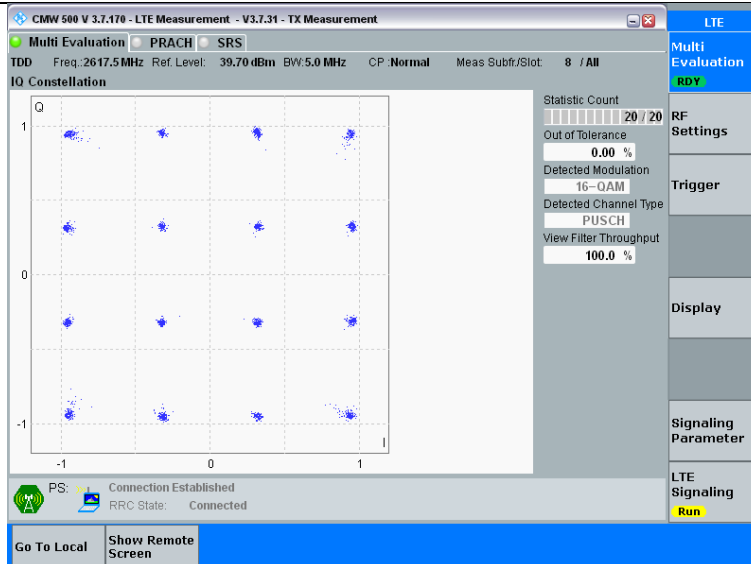 CMW 500 V 3.7.170 - LTE Measurement - V3.7.31 - TX Measurement
LTE
Multi Evaluation PRACH SRS
TDD Freq.:2617.5 MHz Ref. Level: 39.70 dBm BW:5.0 MHz CP :Normal Meas Subfr./Slot: 8 / All
IQ Constellation
Q
1
0
-1
-1 0 1
I
Statistic Count
20 / 20
Out of Tolerance
0.00 %
Detected Modulation
16-QAM
Detected Channel Type
PUSCH
View Filter Throughput
100.0 %
Multi
Evaluation
RDY
RF
Settings
Trigger
Display
Signaling
Parameter
LTE
Signaling
Run
PS: Connection Established
RRC State: Connected
Go To Local
Show Remote
Screen